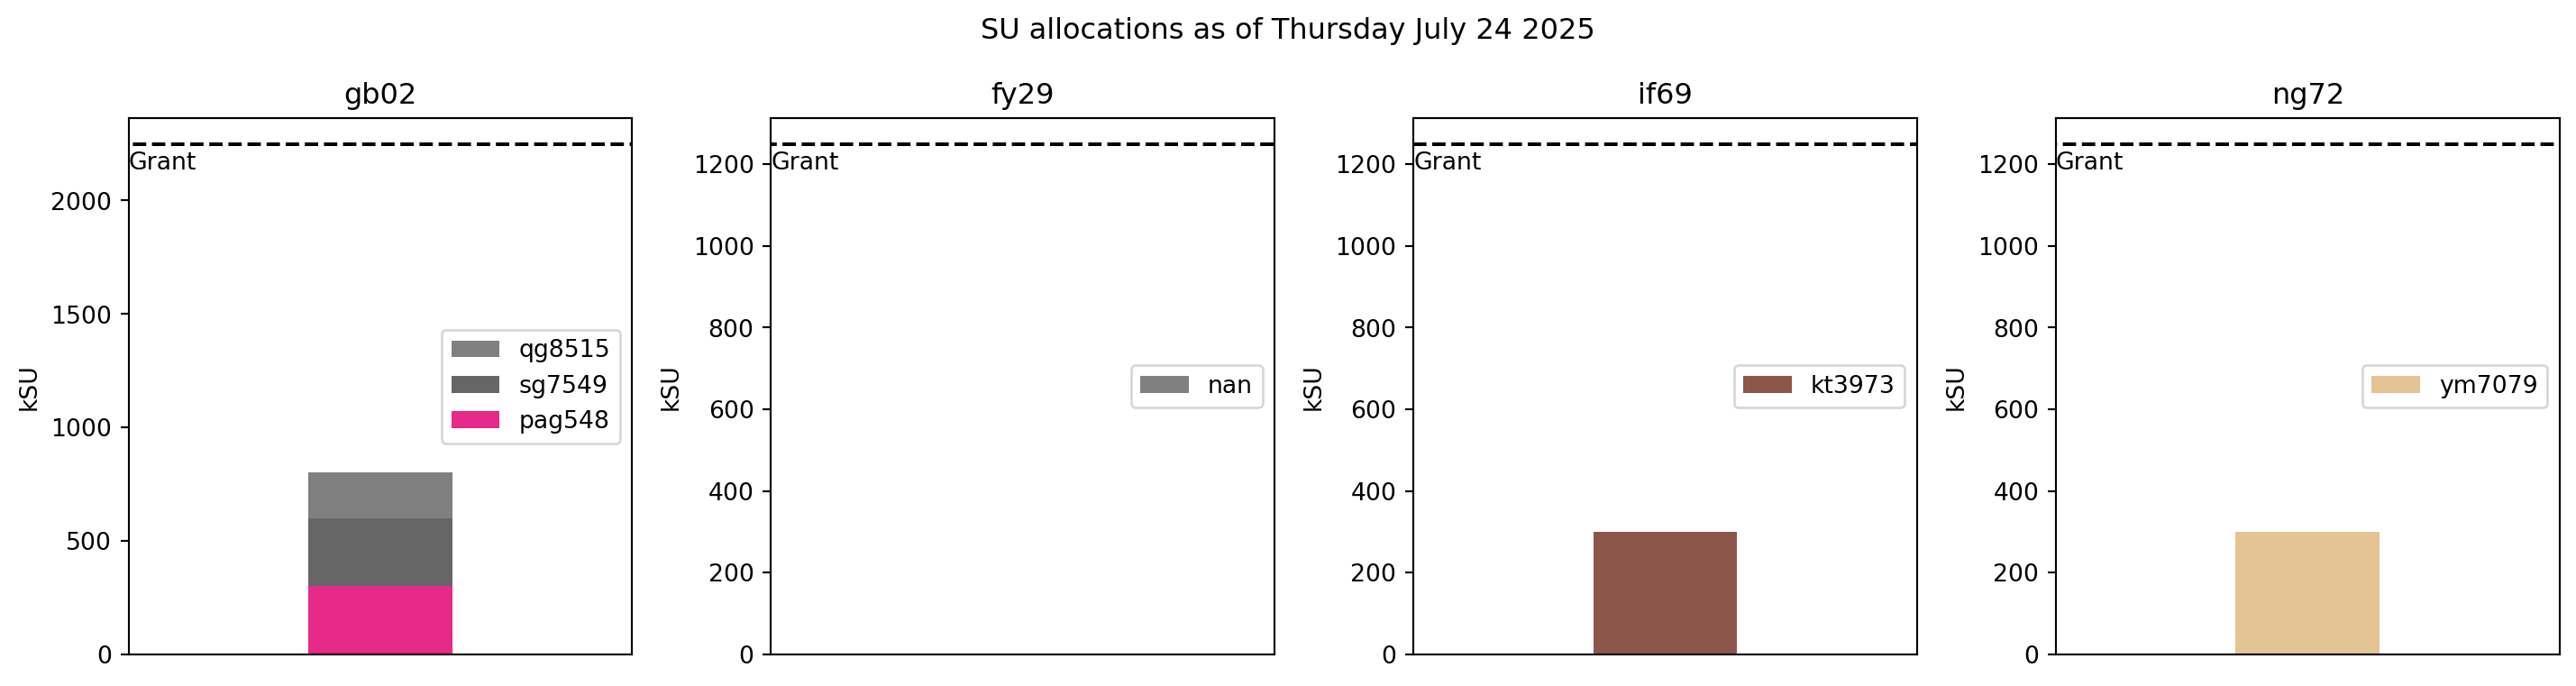 SU allocations as of Thursday July 24 2025
gb02
Grant
2000
1500
1000
500
0
kSU
qg8515
sg7549
pag548
fy29
Grant
1200
1000
800
600
400
200
0
kSU
nan
if69
Grant
1200
1000
800
600
400
200
0
kSU
kt3973
ng72
Grant
1200
1000
800
600
400
200
0
kSU
ym7079